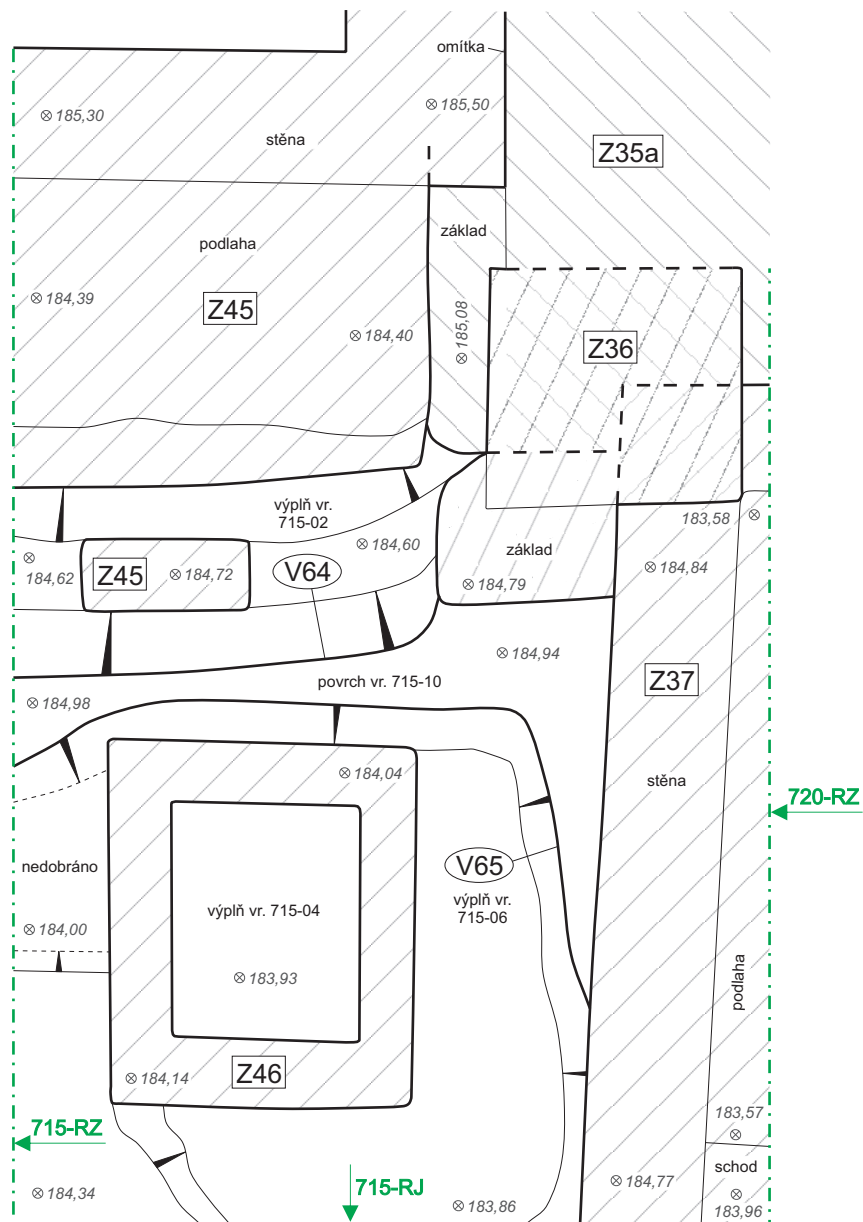 omítka
185,30
185,50
stěna
Z35a
základ
podlaha
184,39
Z45
184,40
185,08
Z36
výplň vr.
715-02
183,58
184,60
základ
184,62
Z45
184,72
V64
184,79
184,84
184,94
povrch vr. 715-10
Z37
184,98
184,04
stěna
720-RZ
nedobráno
V65
výplň vr.
715-06
výplň vr. 715-04
184,00
183,93
podlaha
Z46
184,14
183,57
715-RZ
schod
715-RJ
184,34
184,77
183,86
183,96